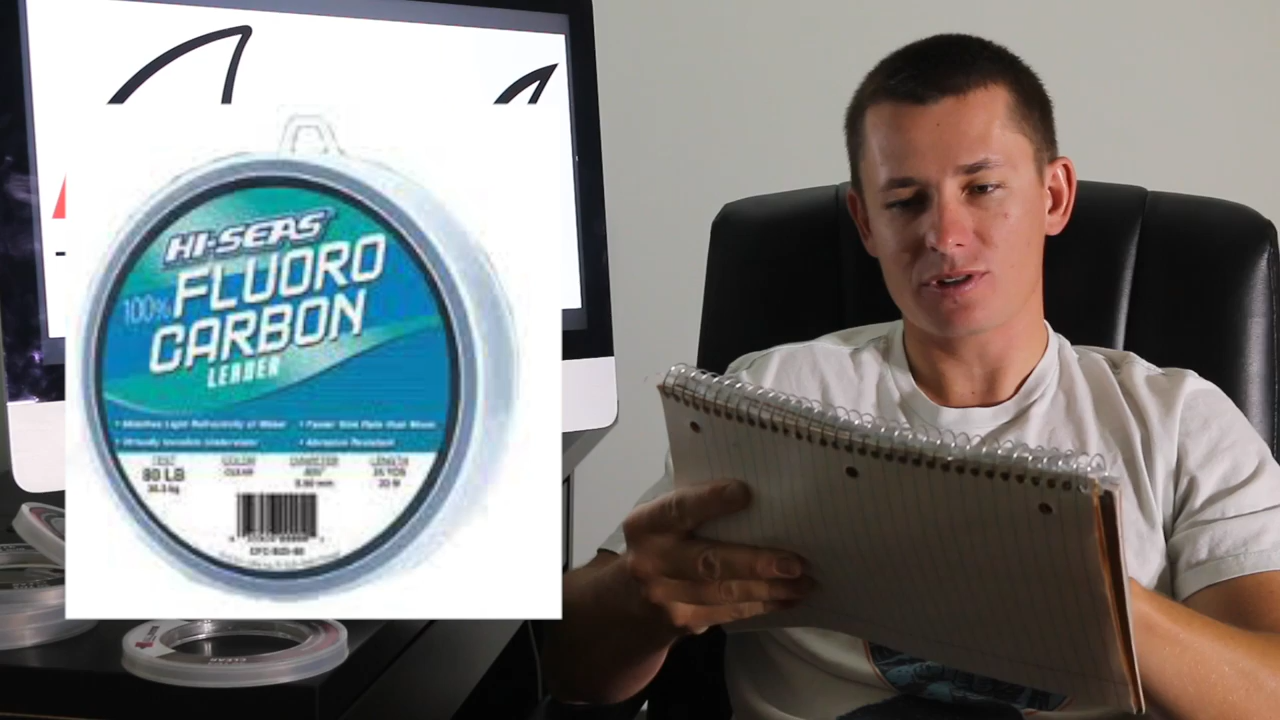 HI-SEAS
100% FLUORO
CARBON
LEADER
• Matches Light Refractivity of Water • Faster Sink Rate than Mono
• Virtually Invisible Underwater • Abrasion Resistant
TEST COLOR DIAMETER LENGTH
80 LB CLEAR 25 YDS
CLEAR